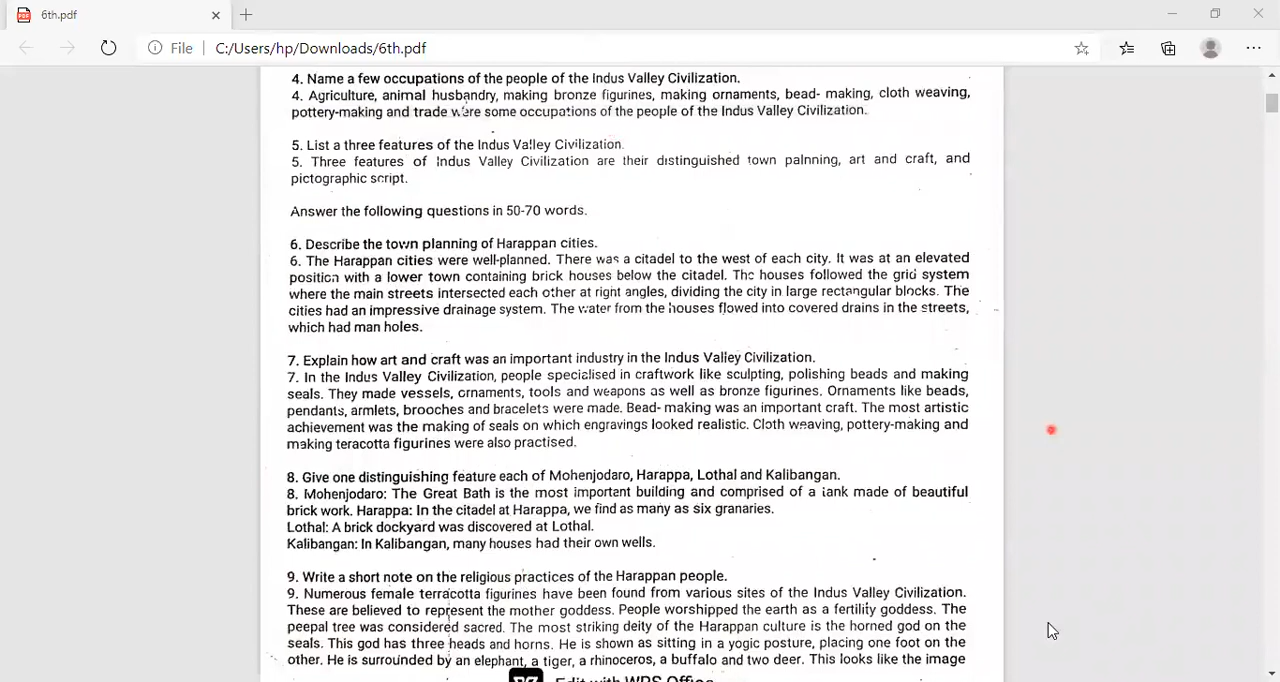 6th.pdf
File
C:/Users/hp/Downloads/6th.pdf
4. Name a few occupations of the people of the Indus Valley Civilization.
4. Agriculture, animal husbandry, making bronze figurines, making ornaments, bead- making, cloth weaving,
pottery-making and trade were some occupations of the people of the Indus Valley Civilization.
5. List a three features of the Indus Valley Civilization.
5. Three features of Indus Valley Civilization are their distinguished town palnning, art and craft, and
pictographic script.
Answer the following questions in 50-70 words.
6. Describe the town planning of Harappan cities.
6. The Harappan cities were well-planned. There was a citadel to the west of each city. It was at an elevated
position with a lower town containing brick houses below the citadel. The houses followed the grid system
where the main streets intersected each other at right angles, dividing the city in large rectangular blocks. The
cities had an impressive drainage system. The water from the houses flowed into covered drains in the streets,
which had man holes.
7. Explain how art and craft was an important industry in the Indus Valley Civilization.
7. In the Indus Valley Civilization, people specialised in craftwork like sculpting, polishing beads and making
seals. They made vessels, ornaments, tools and weapons as well as bronze figurines. Ornaments like beads,
pendants, armlets, brooches and bracelets were made. Bead- making was an important craft. The most artistic
achievement was the making of seals on which engravings looked realistic. Cloth weaving, pottery-making and
making teracotta figurines were also practised.
8. Give one distinguishing feature each of Mohenjodaro, Harappa, Lothal and Kalibangan.
8. Mohenjodaro: The Great Bath is the most important building and comprised of a tank made of beautiful
brick work. Harappa: In the citadel at Harappa, we find as many as six granaries.
Lothal: A brick dockyard was discovered at Lothal.
Kalibangan: In Kalibangan, many houses had their own wells.
9. Write a short note on the religious practices of the Harappan people.
9. Numerous female terracotta figurines have been found from various sites of the Indus Valley Civilization.
These are believed to represent the mother goddess. People worshipped the earth as a fertility goddess. The
peepal tree was considered sacred. The most striking deity of the Harappan culture is the horned god on the
seals. This god has three heads and horns. He is shown as sitting in a yogic posture, placing one foot on the
other. He is surrounded by an elephant, a tiger, a rhinoceros, a buffalo and two deer. This looks like the image
Edit with WPS Office